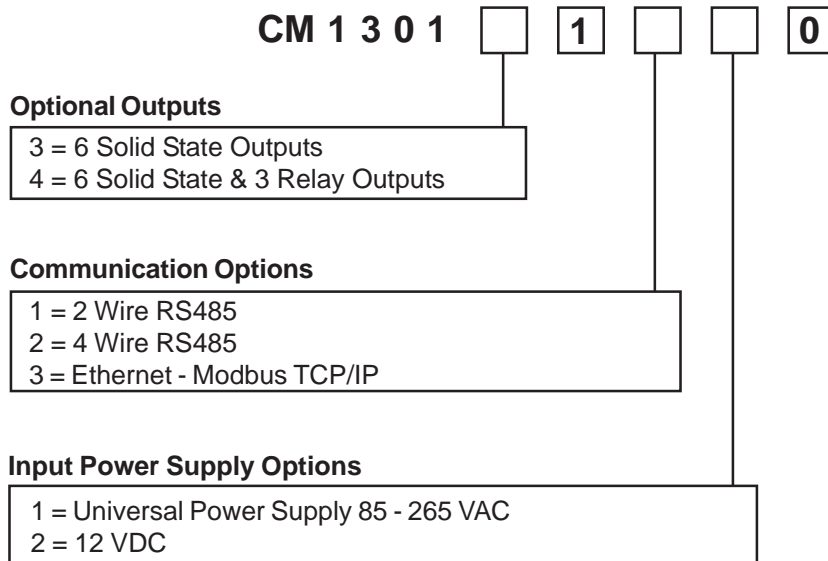 CM 1 3 0 1 1 0
Optional Outputs
3 = 6 Solid State Outputs
4 = 6 Solid State & 3 Relay Outputs
Communication Options
1 = 2 Wire RS485
2 = 4 Wire RS485
3 = Ethernet - Modbus TCP/IP
Input Power Supply Options
1 = Universal Power Supply 85 - 265 VAC
2 = 12 VDC